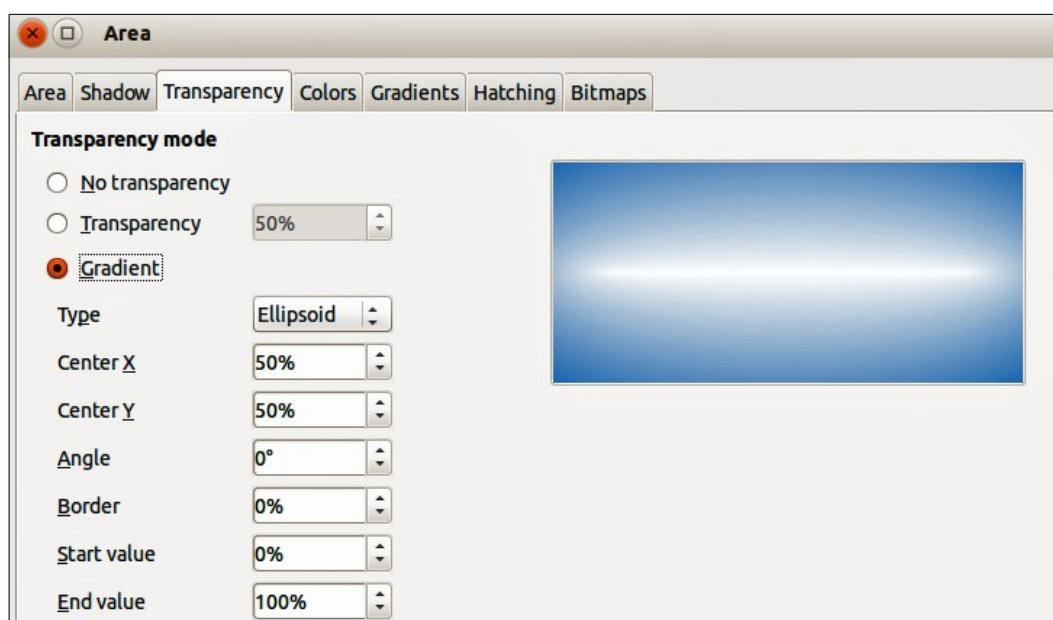 Area
Area Shadow Transparency Colors Gradients Hatching Bitmaps
Transparency mode
No transparency
Transparency 50%
Gradient
Type Ellipsoid
Center X 50%
Center Y 50%
Angle 0°
Border 0%
Start value 0%
End value 100%